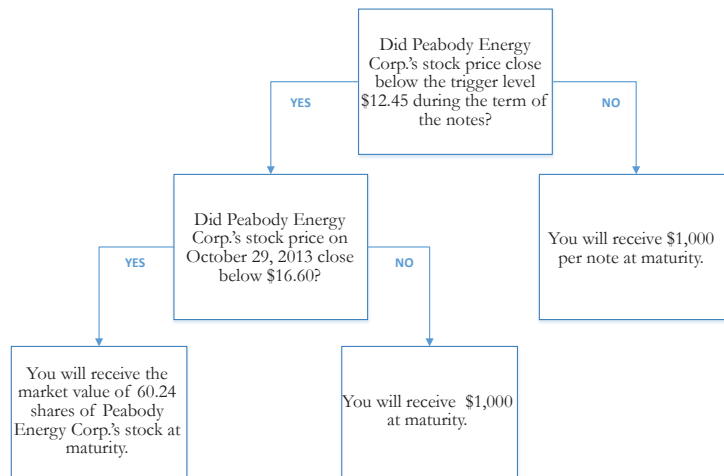 Did Peabody Energy
Corp.'s stock price close
below the trigger level
$12.45 during the term of
the notes?
YES
NO
Did Peabody Energy
Corp.'s stock price on
October 29, 2013 close
below $16.60?
You will receive $1,000
per note at maturity.
YES
NO
You will receive the
market value of 60.24
shares of Peabody
Energy Corp.'s stock at
maturity.
You will receive $1,000
at maturity.